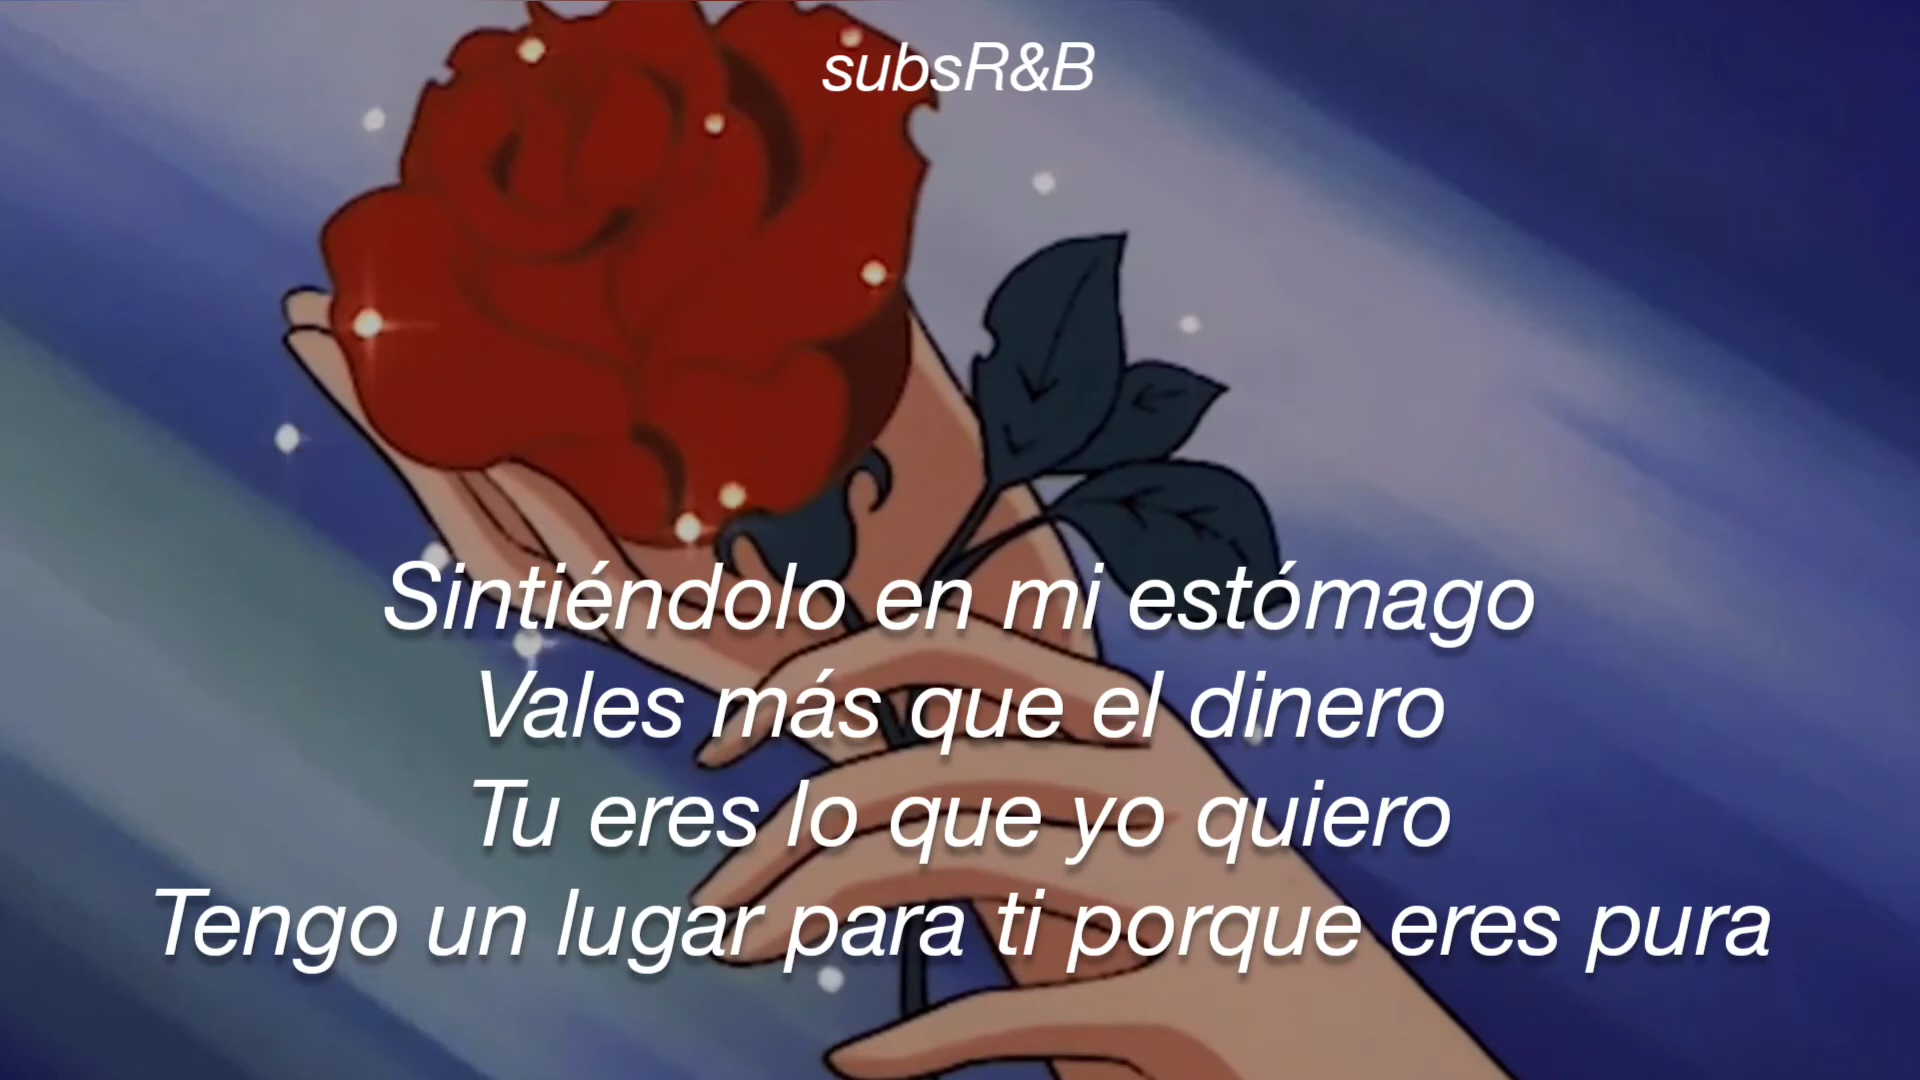 subsR&B
Sintiéndolo en mi estómago
Vales más que el dinero
Tu eres lo que yo quiero
Tengo un lugar para ti porque eres pura